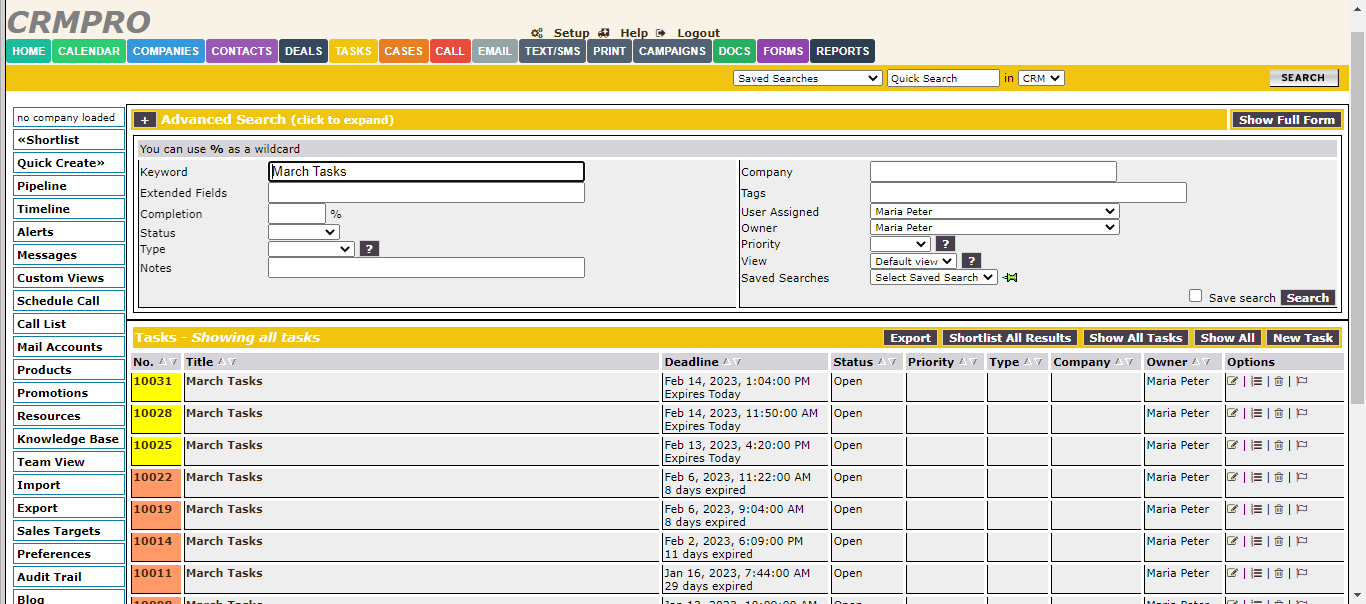 CRMPRO
Setup Help Logout
HOME CALENDAR COMPANIES CONTACTS DEALS TASKS CASES CALL EMAIL TEXT/SMS PRINT CAMPAIGNS DOCS FORMS REPORTS
Saved Searches Quick Search in CRM SEARCH
no company loaded
«Shortlist
Quick Create»
Pipeline
Timeline
Alerts
Messages
Custom Views
Schedule Call
Call List
Mail Accounts
Products
Promotions
Resources
Knowledge Base
Team View
Import
Export
Sales Targets
Preferences
Audit Trail
Blog
+ Advanced Search (click to expand) Show Full Form
You can use % as a wildcard
Keyword March Tasks
Extended Fields
Completion %
Status
Type ?
Notes
Company
Tags
User Assigned Maria Peter
Owner Maria Peter
Priority ?
View Default view ?
Saved Searches Select Saved Search
Save search Search
Tasks - Showing all tasks Export Shortlist All Results Show All Tasks Show All New Task
No. Title Deadline Status Priority Type Company Owner Options
10031 March Tasks Feb 14, 2023, 1:04:00 PM Open Maria Peter
Expires Today
10028 March Tasks Feb 14, 2023, 11:50:00 AM Open Maria Peter
Expires Today
10025 March Tasks Feb 13, 2023, 4:20:00 PM Open Maria Peter
Expires Today
10022 March Tasks Feb 6, 2023, 11:22:00 AM Open Maria Peter
8 days expired
10019 March Tasks Feb 6, 2023, 9:04:00 AM Open Maria Peter
8 days expired
10014 March Tasks Feb 2, 2023, 6:09:00 PM Open Maria Peter
11 days expired
10011 March Tasks Jan 16, 2023, 7:44:00 AM Open Maria Peter
29 days expired